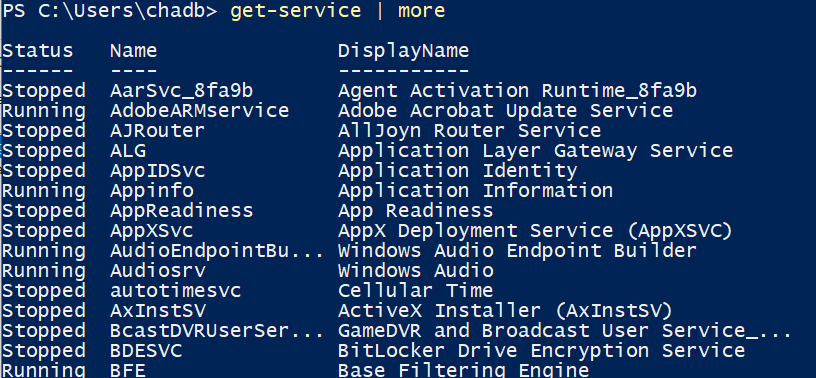 PS C:\Users\chadb> get-service | more
Status Name DisplayName
------ ---- -----------
Stopped AarSvc_8fa9b Agent Activation Runtime_8fa9b
Running AdobeARMservice Adobe Acrobat Update Service
Stopped AJRouter AllJoyn Router Service
Stopped ALG Application Layer Gateway Service
Stopped AppIDSvc Application Identity
Running Appinfo Application Information
Stopped AppReadiness App Readiness
Stopped AppXSvc AppX Deployment Service (AppXSVC)
Running AudioEndpointBu... Windows Audio Endpoint Builder
Running Audiosrv Windows Audio
Stopped autotimesvc Cellular Time
Stopped AxInstSV ActiveX Installer (AxInstSV)
Stopped BcastDVRUserSer... GameDVR and Broadcast User Service_...
Stopped BDESVC BitLocker Drive Encryption Service
Running BFE Base Filtering Engine